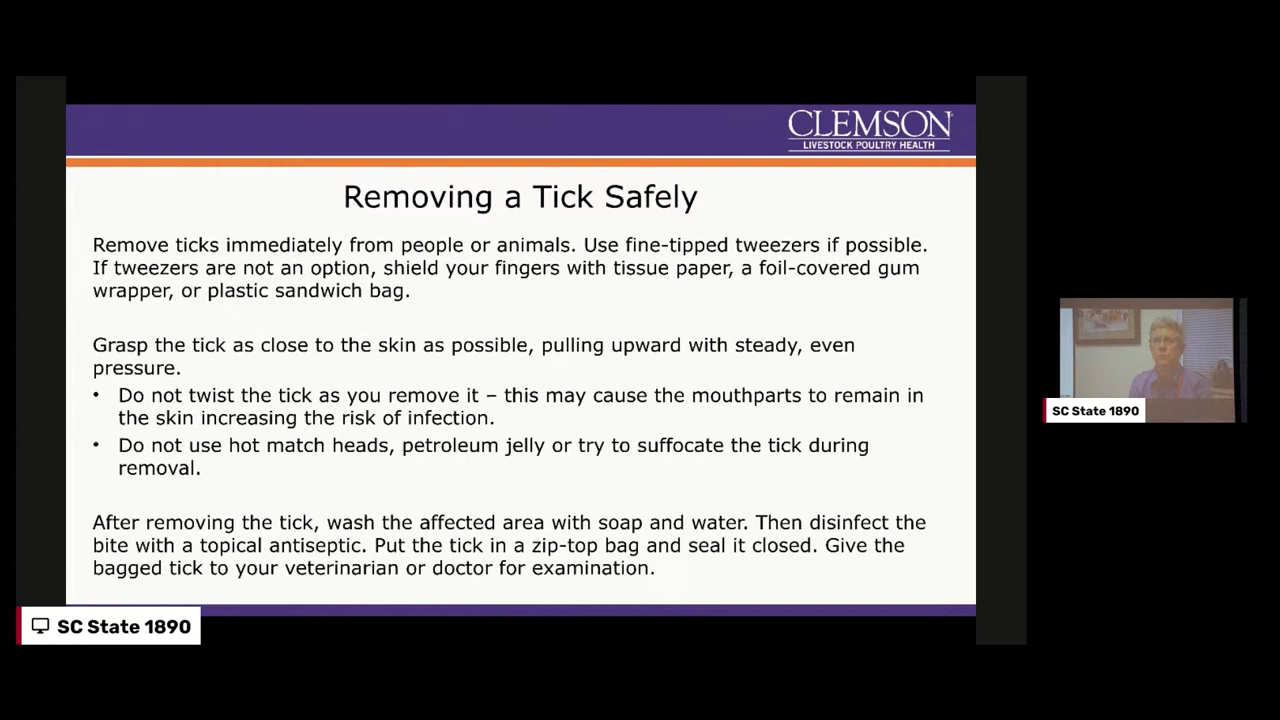 CLEMSON
LIVESTOCK POULTRY HEALTH
Removing a Tick Safely
Remove ticks immediately from people or animals. Use fine-tipped tweezers if possible.
If tweezers are not an option, shield your fingers with tissue paper, a foil-covered gum
wrapper, or plastic sandwich bag.
Grasp the tick as close to the skin as possible, pulling upward with steady, even
pressure.
• Do not twist the tick as you remove it – this may cause the mouthparts to remain in
the skin increasing the risk of infection.
• Do not use hot match heads, petroleum jelly or try to suffocate the tick during
removal.
After removing the tick, wash the affected area with soap and water. Then disinfect the
bite with a topical antiseptic. Put the tick in a zip-top bag and seal it closed. Give the
bagged tick to your veterinarian or doctor for examination.
SC State 1890
SC State 1890